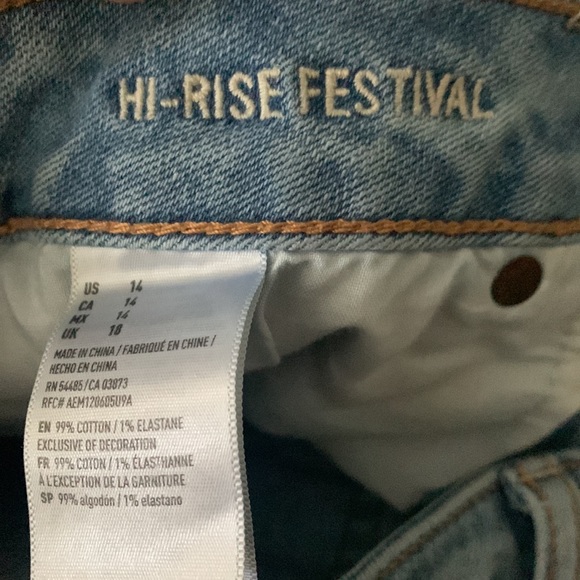 HI-RISE FESTIVAL
US 14
CA 14
MX 14
UK 18
MADE IN CHINA / FABRIQUÉ EN CHINE /
HECHO EN CHINA
RN 54485/CA 03873
RFC# AEM120605U9A
EN 99% COTTON / 1% ELASTANE
EXCLUSIVE OF DECORATION
FR 99% COTON / 1% ÉLASTHANNE
À L'EXCEPTION DE LA GARNITURE
SP 99% algodón / 1% elastano